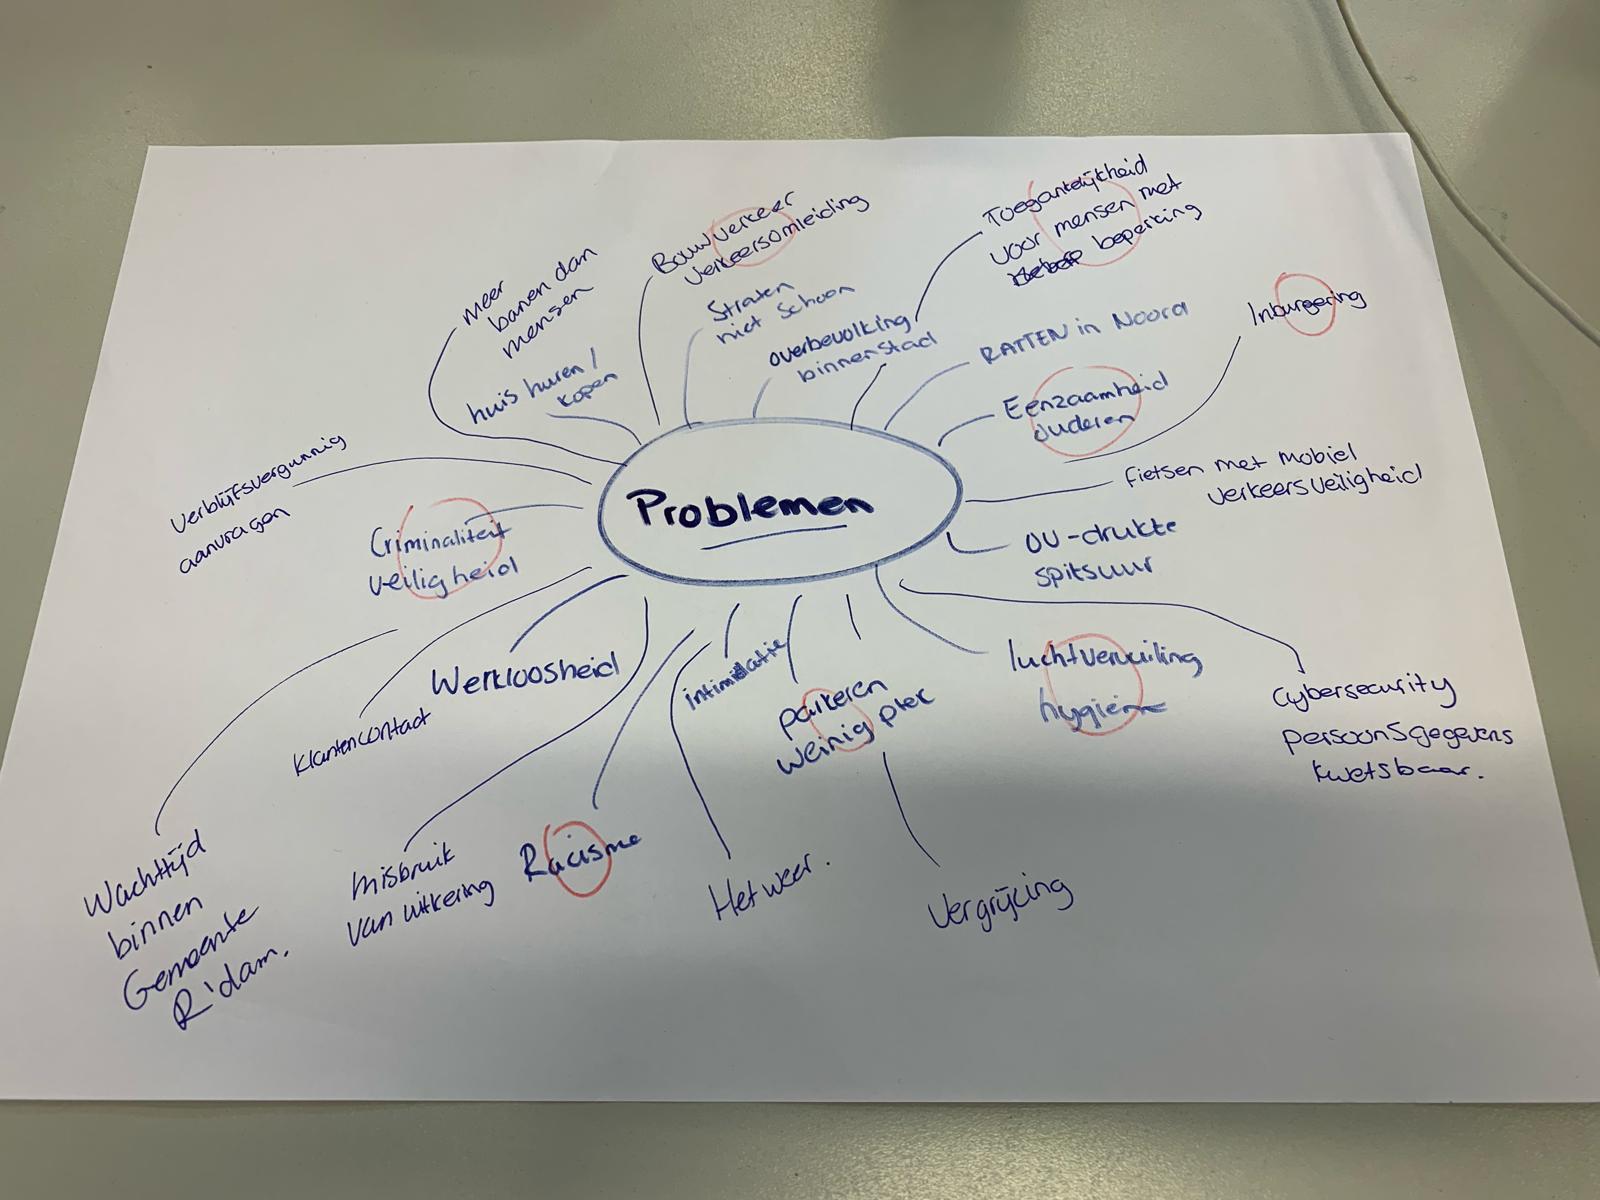 Toegankelijkheid
voor mensen met
beperking
Bouwverkeer
verkeersomleiding
meer
banen dan
mensen
Straten
niet schoon
overbevolking
binnenstad
RATTEN in Noord
Inburgering
huis huren /
kopen
Eenzaamheid
ouderen
Verblijfsvergunnig
aanvragen
fietsen met mobiel
verkeersveiligheid
Problemen
Criminaliteit
veiligheid
OV-drukte
spitsuur
Werkloosheid
intimidatie
luchtvervuiling
hygiëne
Klantencontact
parkeren
weinig plek
Cybersecurity
persoonsgegevens
kwetsbaar.
Wachttijd
binnen
Gemeente
R'dam.
Misbruik
van uitkering
Racisme
Het weer.
Vergrijzing